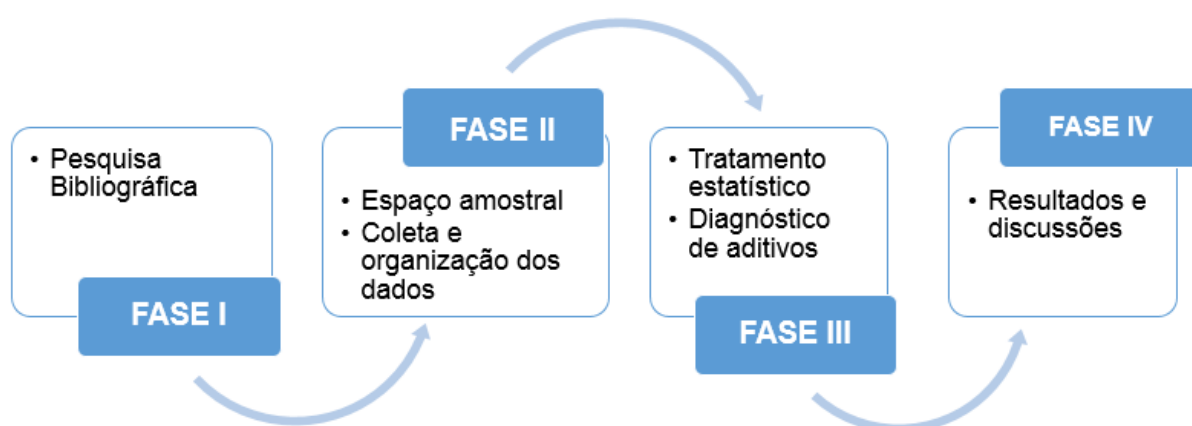 • Pesquisa
Bibliográfica
FASE I
FASE II
• Espaço amostral
• Coleta e
organização dos
dados
• Tratamento
estatístico
• Diagnóstico
de aditivos
FASE III
FASE IV
• Resultados e
discussões